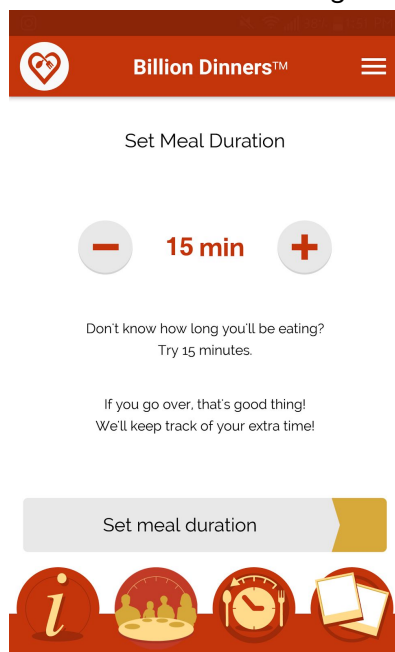 Billion Dinners™
Set Meal Duration
15 min
Don't know how long you'll be eating?
Try 15 minutes.
If you go over, that's good thing!
We'll keep track of your extra time!
Set meal duration
i